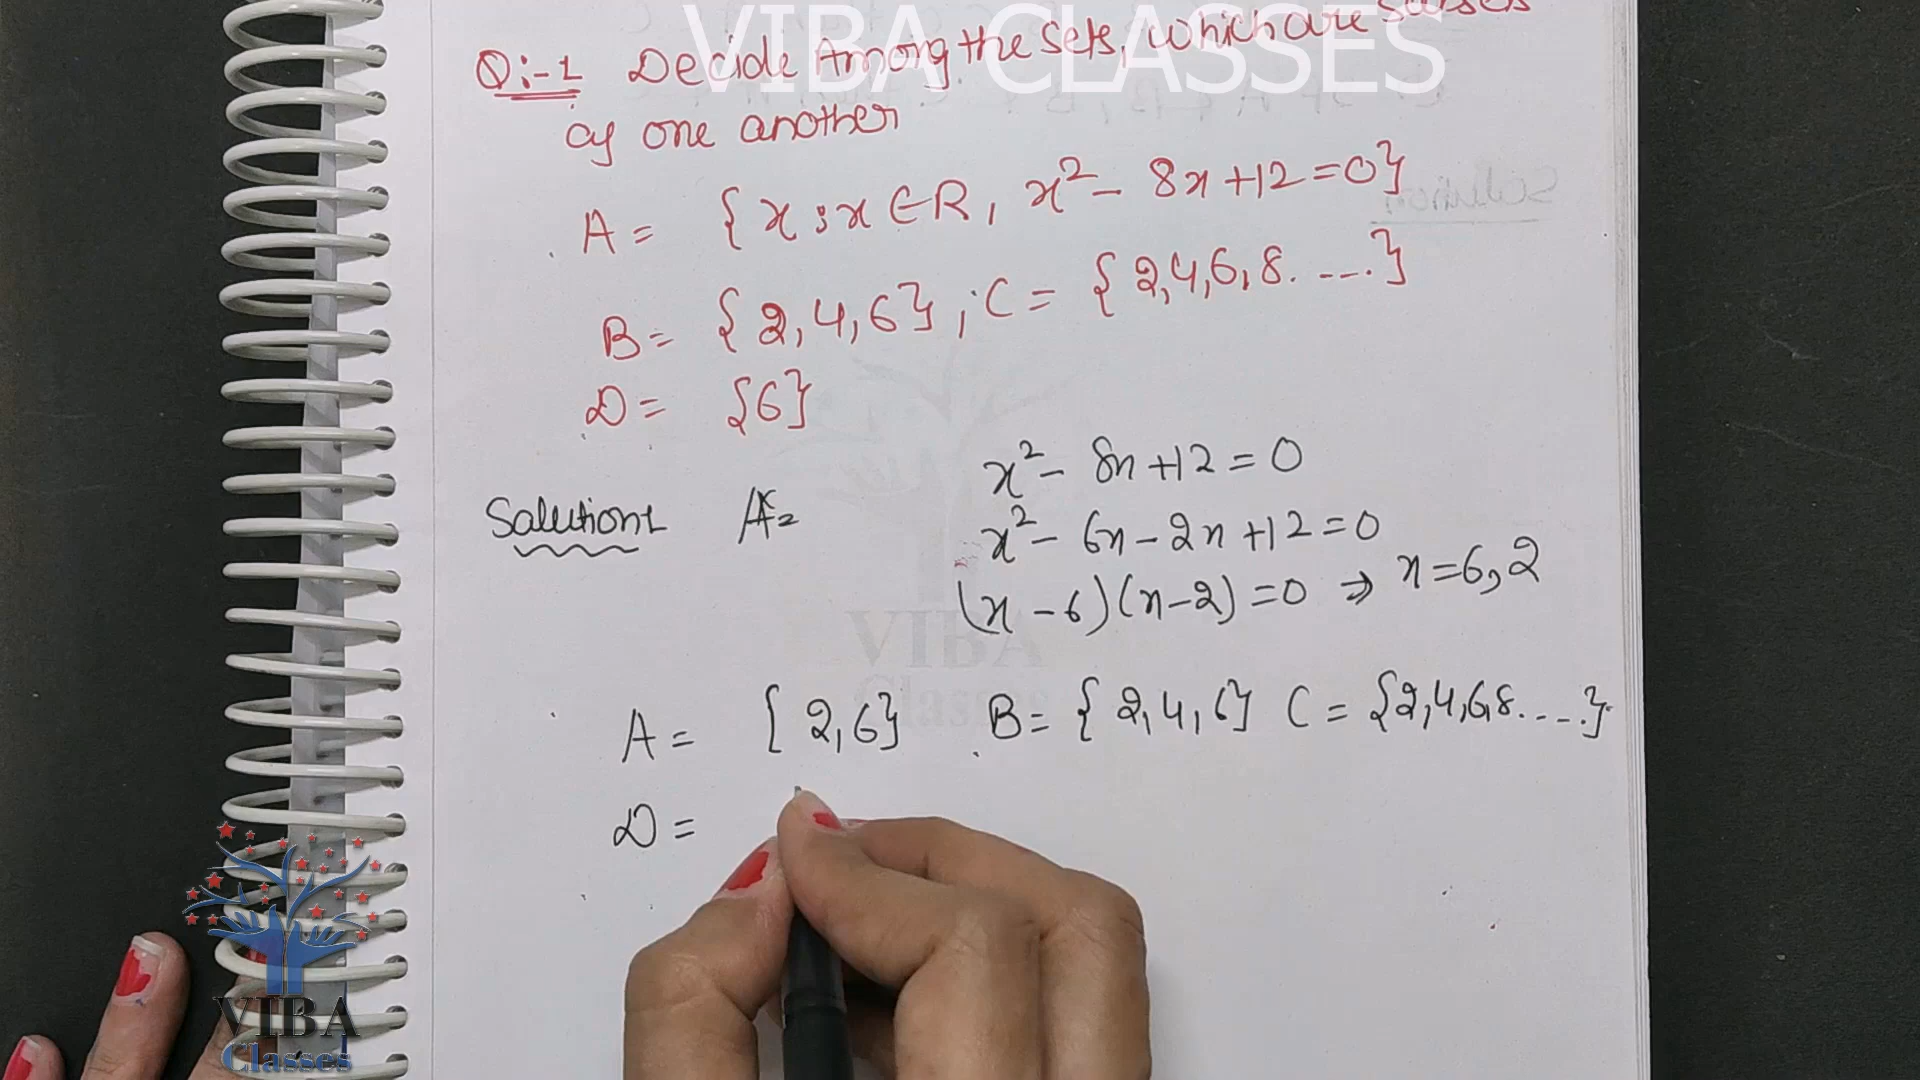 VIBA CLASSES
Q:-1 Decide Among the sets, which are
of one another
A = {x ; x ∈ R, x² - 8x + 12 = 0}
B = {2, 4, 6} ; C = {2, 4, 6, 8. ---.}
D = {6}
x² - 8x + 12 = 0
Solution A =
x² - 6x - 2x + 12 = 0
(x - 6) (x - 2) = 0 ⇒ x = 6, 2
A = {2, 6} B = {2, 4, 6} C = {2, 4, 6, 8. ---.}
D =
VIBA
Classes
VIBA
Classes